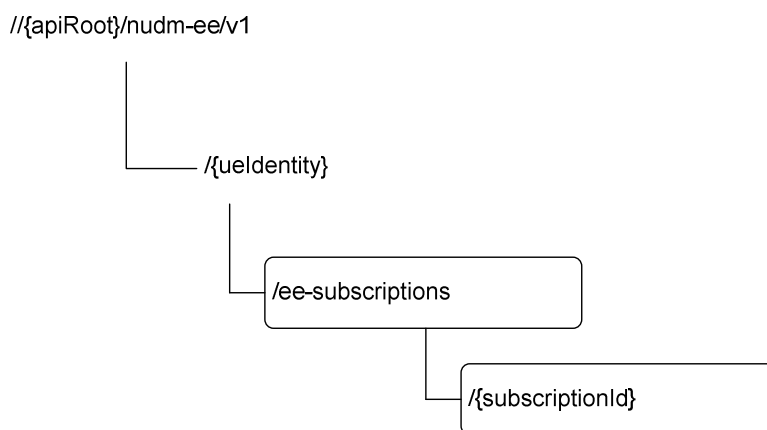 //{apiRoot}/nudm-ee/v1
/{ueIdentity}
/ee-subscriptions
/{subscriptionId}